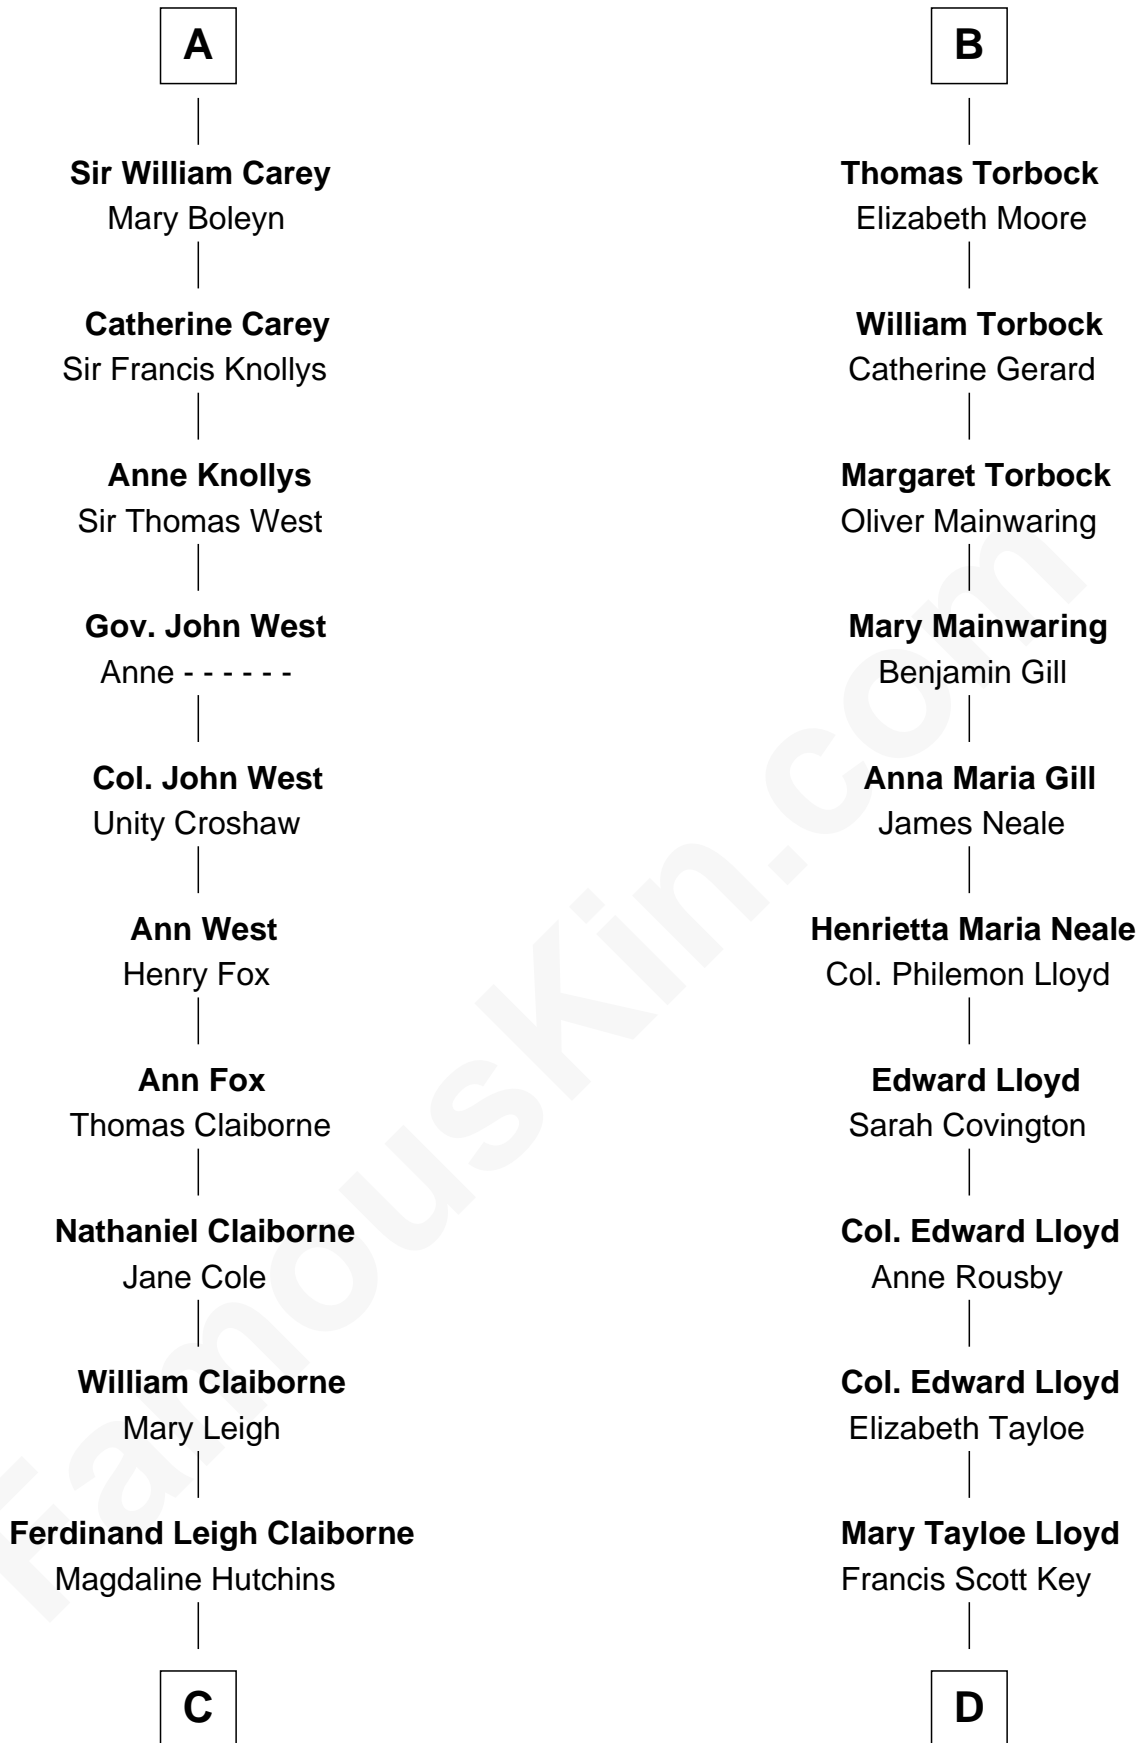 A
Sir William Carey
Mary Boleyn
Catherine Carey
Sir Francis Knollys
Anne Knollys
Sir Thomas West
Gov. John West
Anne - - - - - -
Col. John West
Unity Croshaw
Ann West
Henry Fox
Ann Fox
Thomas Claiborne
Nathaniel Claiborne
Jane Cole
William Claiborne
Mary Leigh
Ferdinand Leigh Claiborne
Magdaline Hutchins
C
B
Thomas Torbock
Elizabeth Moore
William Torbock
Catherine Gerard
Margaret Torbock
Oliver Mainwaring
Mary Mainwaring
Benjamin Gill
Anna Maria Gill
James Neale
Henrietta Maria Neale
Col. Philemon Lloyd
Edward Lloyd
Sarah Covington
Col. Edward Lloyd
Anne Rousby
Col. Edward Lloyd
Elizabeth Tayloe
Mary Tayloe Lloyd
Francis Scott Key
D
FamousKin.com